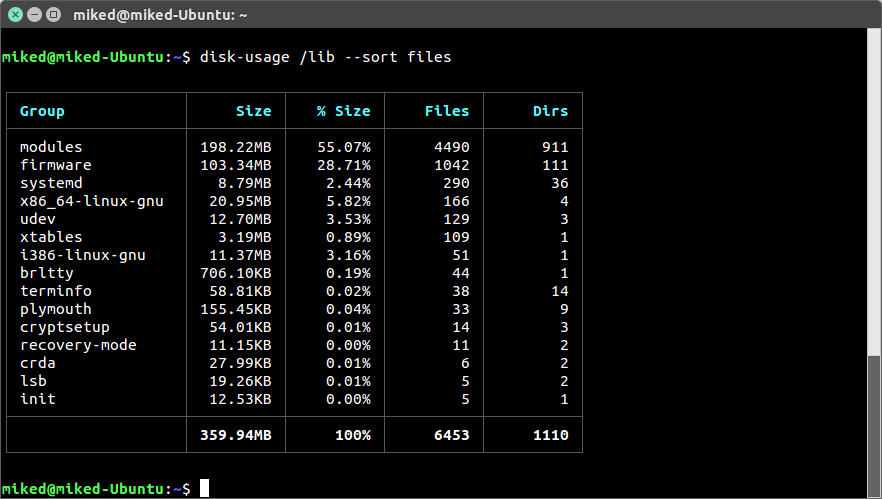 miked@miked-Ubuntu: ~
miked@miked-Ubuntu:~$ disk-usage /lib --sort files
Group Size % Size Files Dirs
modules 198.22MB 55.07% 4490 911
firmware 103.34MB 28.71% 1042 111
systemd 8.79MB 2.44% 290 36
x86_64-linux-gnu 20.95MB 5.82% 166 4
udev 12.70MB 3.53% 129 3
xtables 3.19MB 0.89% 109 1
i386-linux-gnu 11.37MB 3.16% 51 1
brltty 706.10KB 0.19% 44 1
terminfo 58.81KB 0.02% 38 14
plymouth 155.45KB 0.04% 33 9
cryptsetup 54.01KB 0.01% 14 3
recovery-mode 11.15KB 0.00% 11 2
crda 27.99KB 0.01% 6 2
lsb 19.26KB 0.01% 5 2
init 12.53KB 0.00% 5 1
359.94MB 100% 6453 1110
miked@miked-Ubuntu:~$